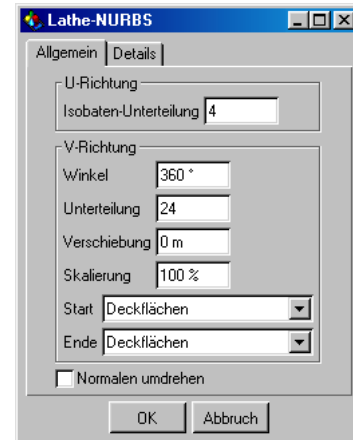 Lathe-NURBS
Allgemein Details
U-Richtung
Isobaten-Unterteilung 4
V-Richtung
Winkel 360 °
Unterteilung 24
Verschiebung 0 m
Skalierung 100 %
Start Deckflächen
Ende Deckflächen
Normalen umdrehen
OK Abbruch